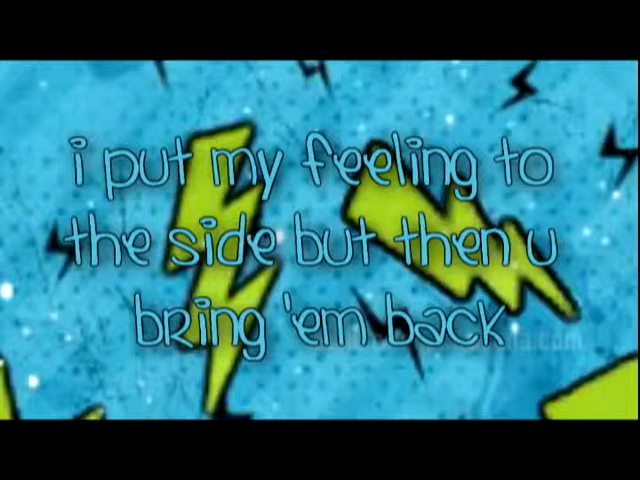 i put my feeling to
the side but then u
bring 'em back